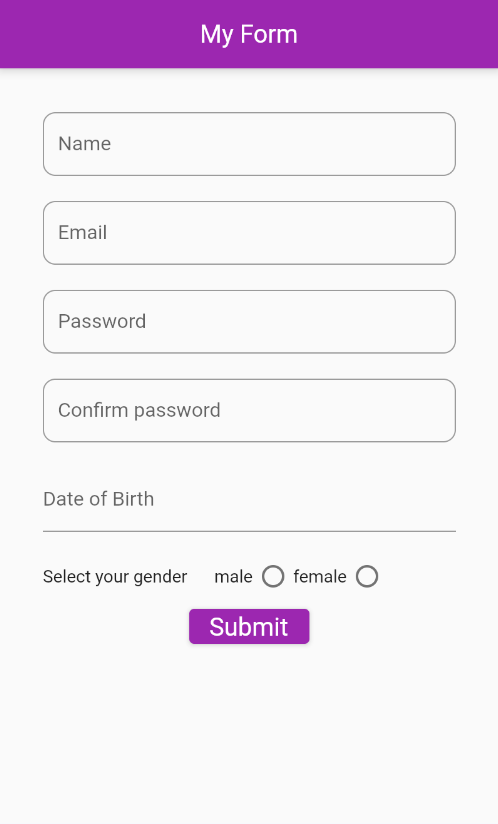 My Form
Name
Email
Password
Confirm password
Date of Birth
Select your gender male female
Submit